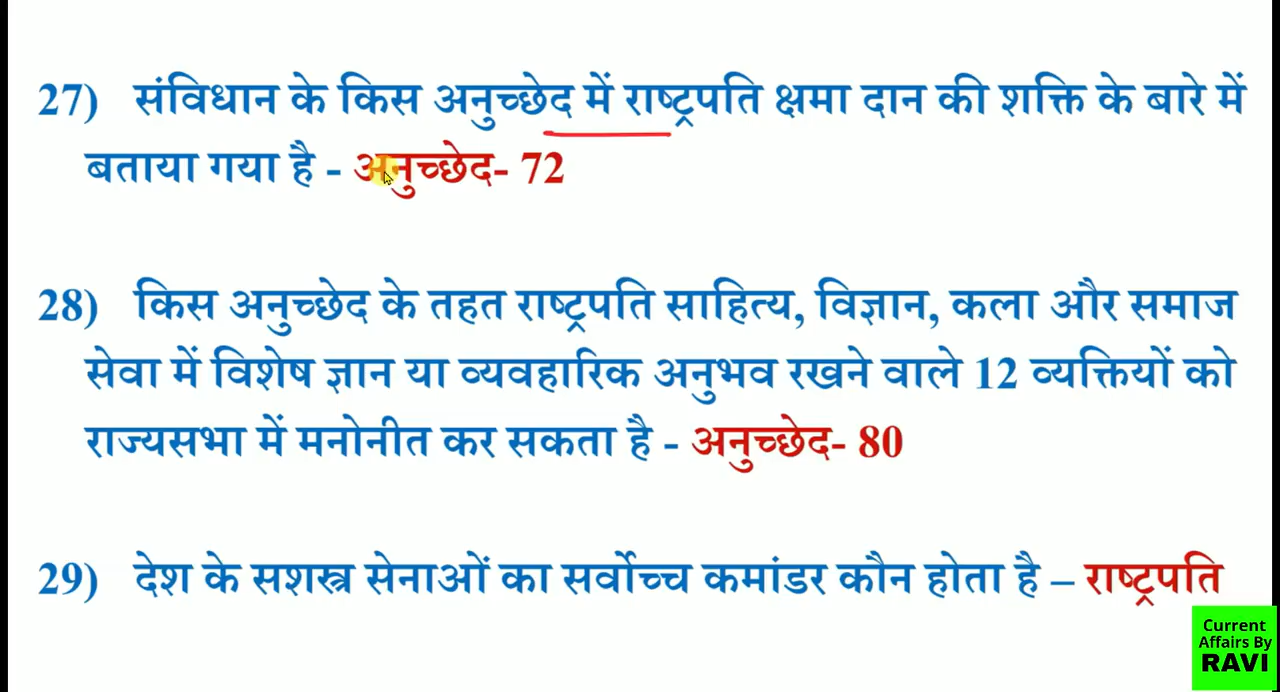 27) संविधान के किस अनुच्छेद में राष्ट्रपति क्षमा दान की शक्ति के बारे में
बताया गया है - अनुच्छेद- 72
28) किस अनुच्छेद के तहत राष्ट्रपति साहित्य, विज्ञान, कला और समाज
सेवा में विशेष ज्ञान या व्यवहारिक अनुभव रखने वाले 12 व्यक्तियों को
राज्यसभा में मनोनीत कर सकता है - अनुच्छेद- 80
29) देश के सशस्त्र सेनाओं का सर्वोच्च कमांडर कौन होता है – राष्ट्रपति
Current
Affairs By
RAVI